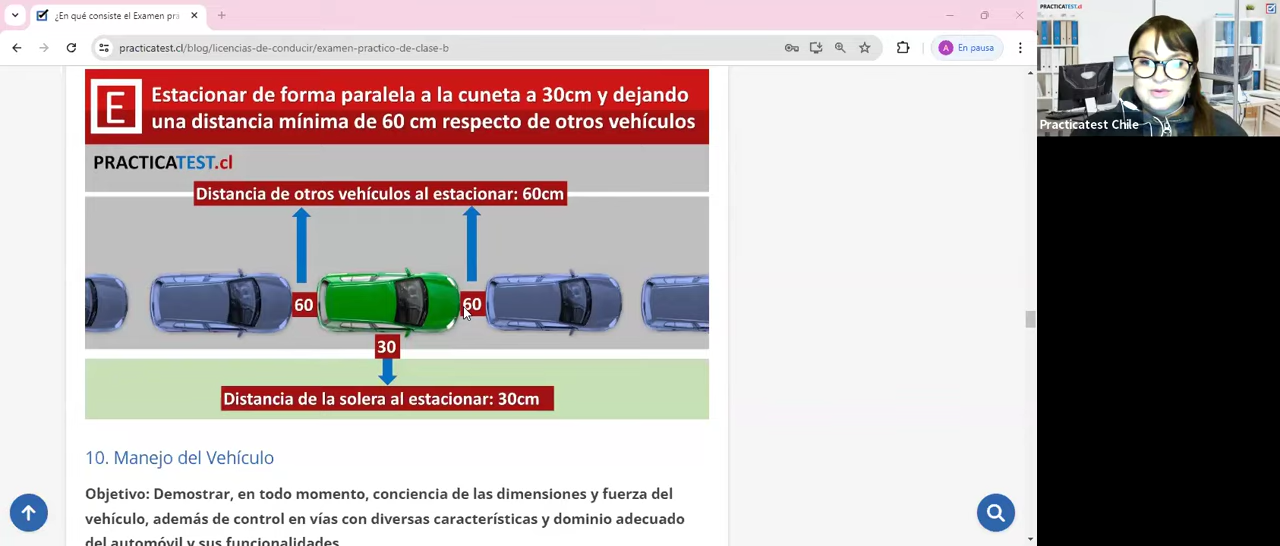 ¿En qué consiste el Examen pra
practicatest.cl/blog/licencias-de-conducir/examen-practico-de-clase-b
A
En pausa
PRACTICATEST.cl
Practicatest Chile
E
Estacionar de forma paralela a la cuneta a 30cm y dejando
una distancia mínima de 60 cm respecto de otros vehículos
PRACTICATEST.cl
Distancia de otros vehículos al estacionar: 60cm
60
60
30
Distancia de la solera al estacionar: 30cm
10. Manejo del Vehículo
Objetivo: Demostrar, en todo momento, conciencia de las dimensiones y fuerza del
vehículo, además de control en vías con diversas características y dominio adecuado
del automóvil y sus funcionalidades.